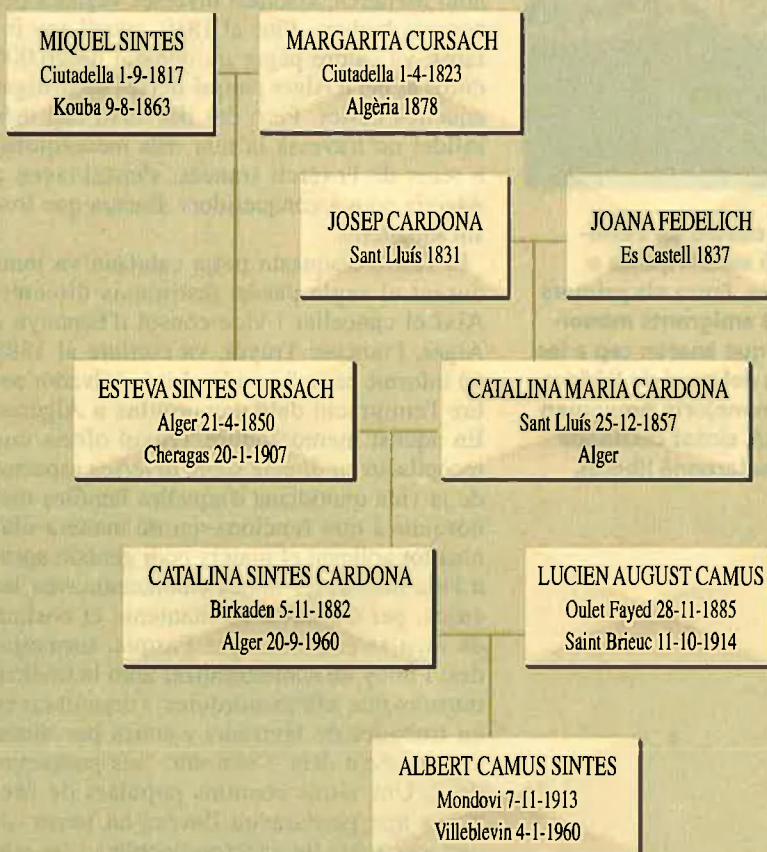 MIQUEL SINTES
Ciutadella 1-9-1817
Kouba 9-8-1863
MARGARITA CURSACH
Ciutadella 1-4-1823
Algèria 1878
JOSEP CARDONA
Sant Lluís 1831
JOANA FEDELICH
Es Castell 1837
ESTEVA SINTES CURSACH
Alger 21-4-1850
Cheragas 20-1-1907
CATALINA MARIA CARDONA
Sant Lluís 25-12-1857
Alger
CATALINA SINTES CARDONA
Birkaden 5-11-1882
Alger 20-9-1960
LUCIEN AUGUST CAMUS
Oulet Fayed 28-11-1885
Saint Brieuc 11-10-1914
ALBERT CAMUS SINTES
Mondovi 7-11-1913
Villeblevin 4-1-1960